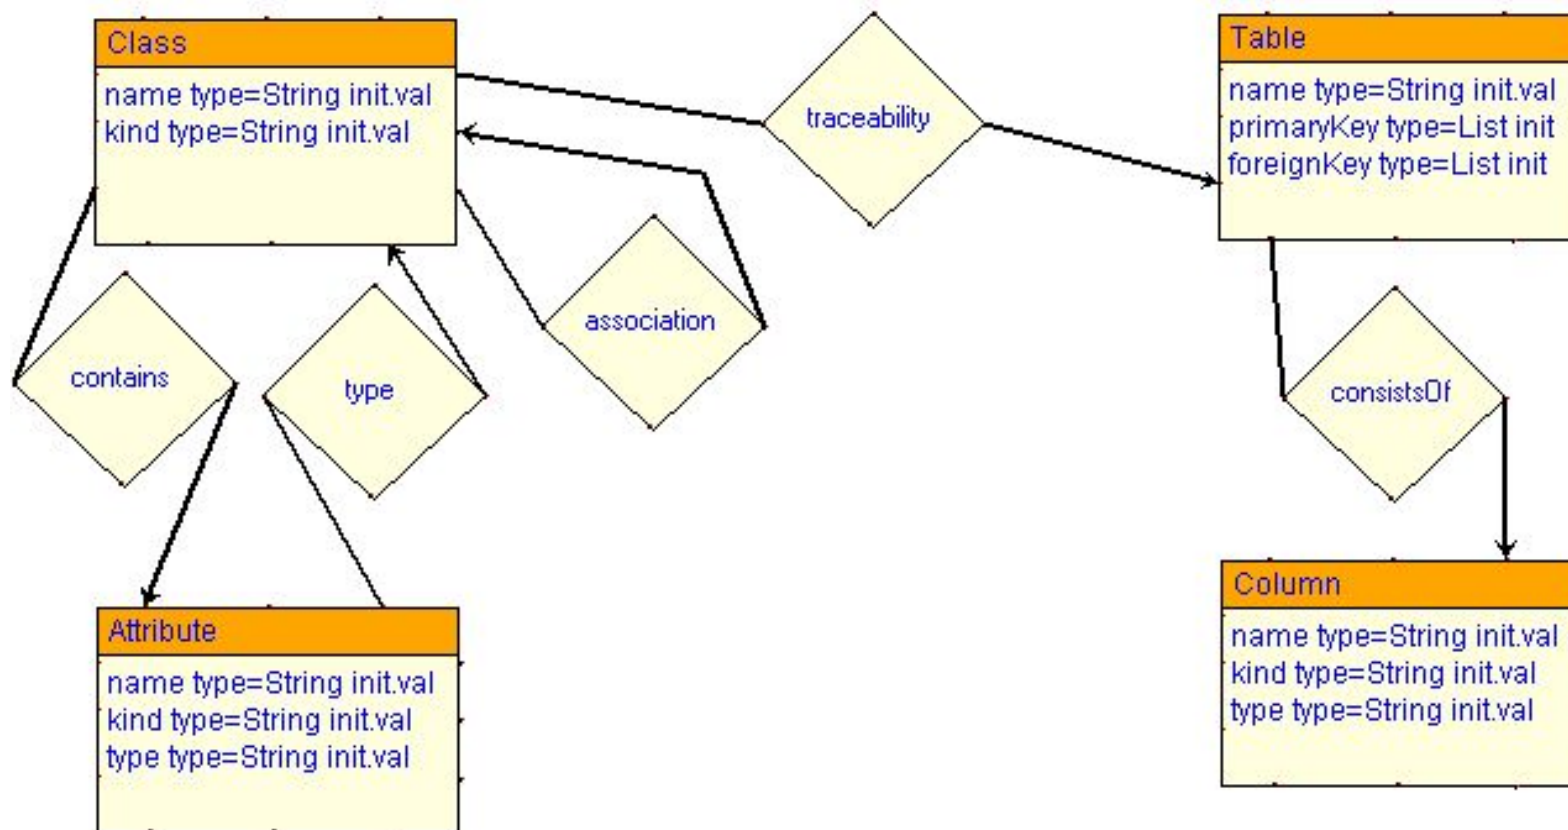 Class
name type=String init.val
kind type=String init.val
traceability
Table
name type=String init.val
primaryKey type=List init
foreignKey type=List init
contains
type
association
consistsOf
Attribute
name type=String init.val
kind type=String init.val
type type=String init.val
Column
name type=String init.val
kind type=String init.val
type type=String init.val